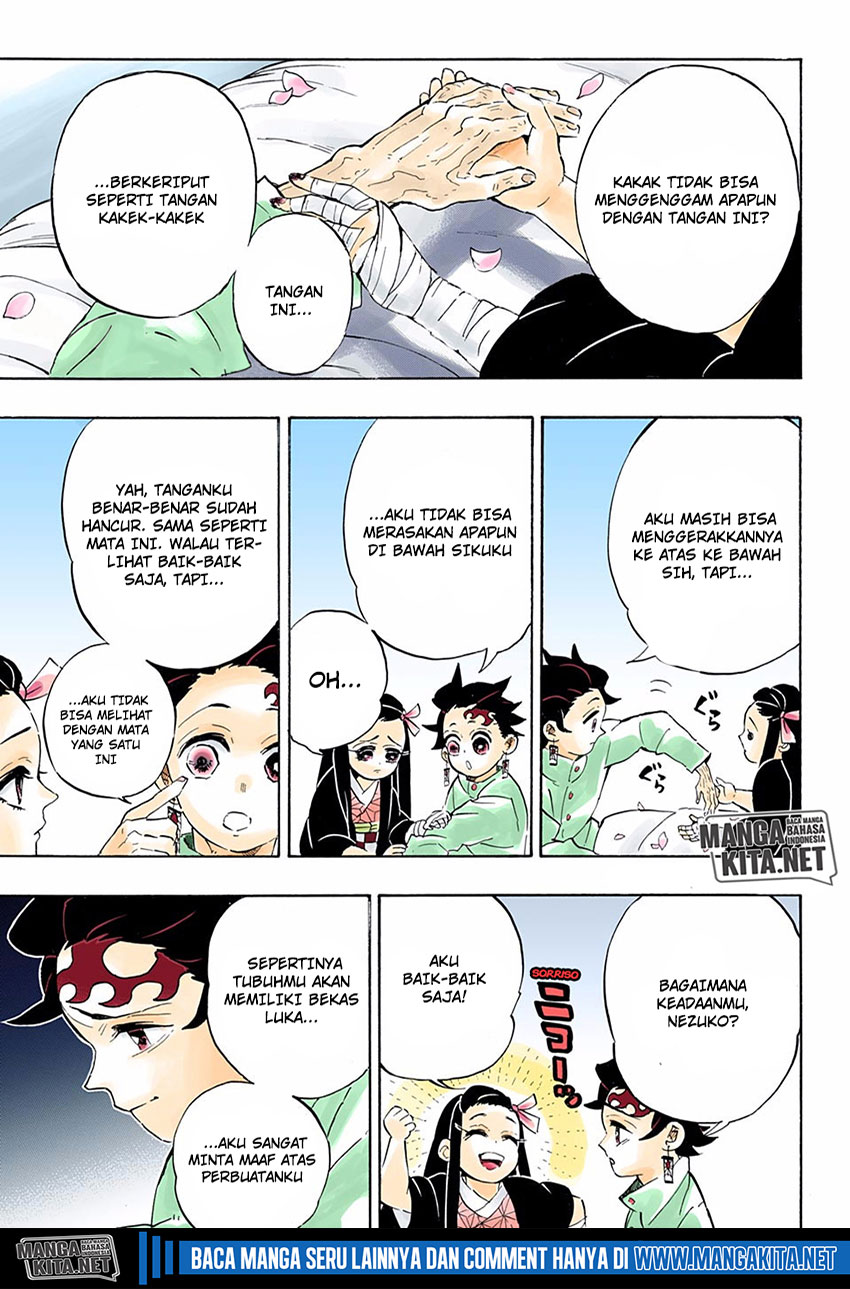 KAKAK TIDAK BISA
MENGGENGGAM APAPUN
DENGAN TANGAN INI?
TANGAN
INI...
...BERKERIPUT
SEPERTI TANGAN
KAKEK-KAKEK
AKU MASIH BISA
MENGGERAKKANNYA
KE ATAS KE BAWAH
SIH, TAPI...
ぐら
ぐら
...AKU TIDAK BISA
MERASAKAN APAPUN
DI BAWAH SIKUKU
OH...
YAH, TANGANKU
BENAR-BENAR SUDAH
HANCUR. SAMA SEPERTI
MATA INI. WALAU TER-
LIHAT BAIK-BAIK
SAJA, TAPI...
...AKU TIDAK
BISA MELIHAT
DENGAN MATA
YANG SATU
INI
MANGA
BACA MANGA
BAHASA
INDONESIA
KITA.NET
BAGAIMANA
KEADAANMU,
NEZUKO?
SORRISO
ニコーッ
AKU
BAIK-BAIK
SAJA!
SEPERTINYA
TUBUHMU AKAN
MEMILIKI BEKAS
LUKA...
...AKU SANGAT
MINTA MAAF ATAS
PERBUATANKU
MANGA
BACA MANGA
BAHASA
INDONESIA
KITA.NET
BACA MANGA SERU LAINNYA DAN COMMENT HANYA DI WWW.MANGAKITA.NET